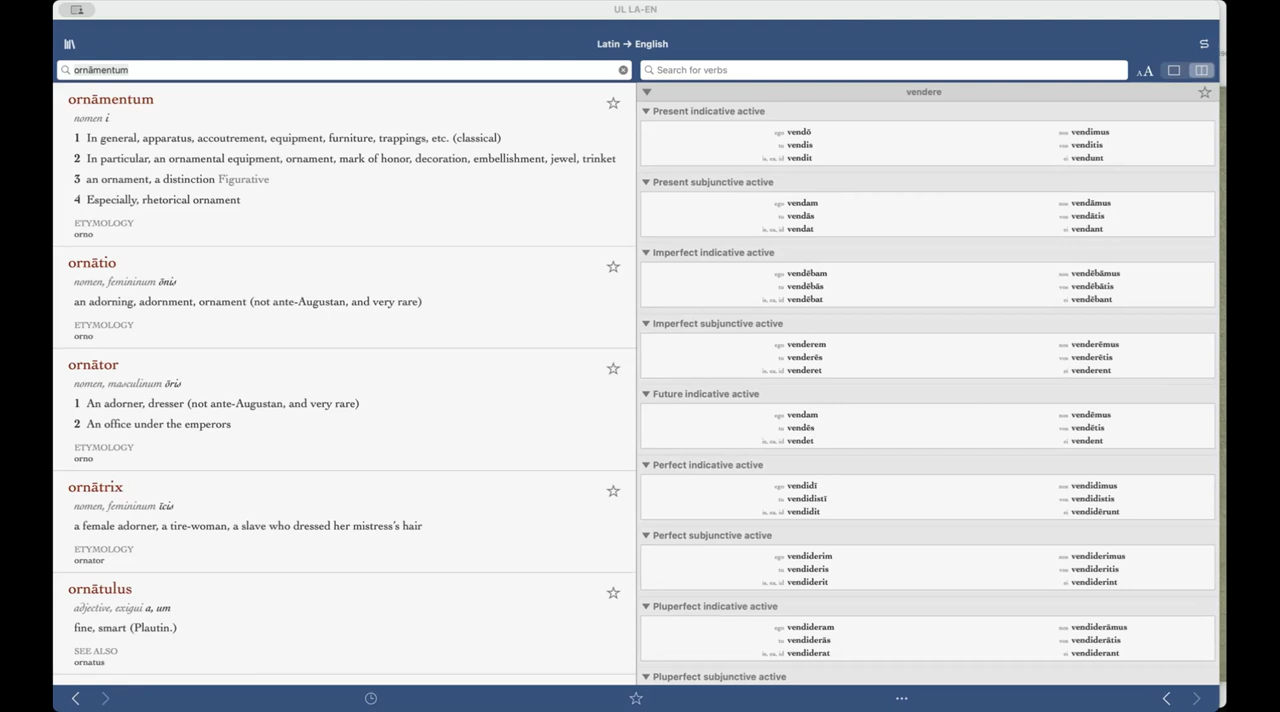 UL LA-EN
Latin → English
ornāmentum
Search for verbs
AA
ornāmentum
nomen i
1 In general, apparatus, accoutrement, equipment, furniture, trappings, etc. (classical)
2 In particular, an ornamental equipment, ornament, mark of honor, decoration, embellishment, jewel, trinket
3 an ornament, a distinction Figurative
4 Especially, rhetorical ornament
ETYMOLOGY
orno
ornātio
nomen, femininum ōnis
an adorning, adornment, ornament (not ante-Augustan, and very rare)
ETYMOLOGY
orno
ornātor
nomen, masculinum ōris
1 An adorner, dresser (not ante-Augustan, and very rare)
2 An office under the emperors
ETYMOLOGY
orno
ornātrix
nomen, femininum īcis
a female adorner, a tire-woman, a slave who dressed her mistress's hair
ETYMOLOGY
ornator
ornātulus
adjective, exigui a, um
fine, smart (Plautin.)
SEE ALSO
ornatus
vendere
Present indicative active
ego vendō nos vendimus
tu vendis vos venditis
is, ea, id vendit ei vendunt
Present subjunctive active
ego vendam nos vendāmus
tu vendās vos vendātis
is, ea, id vendat ei vendant
Imperfect indicative active
ego vendēbam nos vendēbāmus
tu vendēbās vos vendēbātis
is, ea, id vendēbat ei vendēbant
Imperfect subjunctive active
ego venderem nos venderēmus
tu venderēs vos venderētis
is, ea, id venderet ei venderent
Future indicative active
ego vendam nos vendēmus
tu vendēs vos vendētis
is, ea, id vendet ei vendent
Perfect indicative active
ego vendidī nos vendidimus
tu vendidistī vos vendidistis
is, ea, id vendidit ei vendidērunt
Perfect subjunctive active
ego vendiderim nos vendiderimus
tu vendideris vos vendideritis
is, ea, id vendiderit ei vendiderint
Pluperfect indicative active
ego vendideram nos vendiderāmus
tu vendiderās vos vendiderātis
is, ea, id vendiderat ei vendiderant
Pluperfect subjunctive active